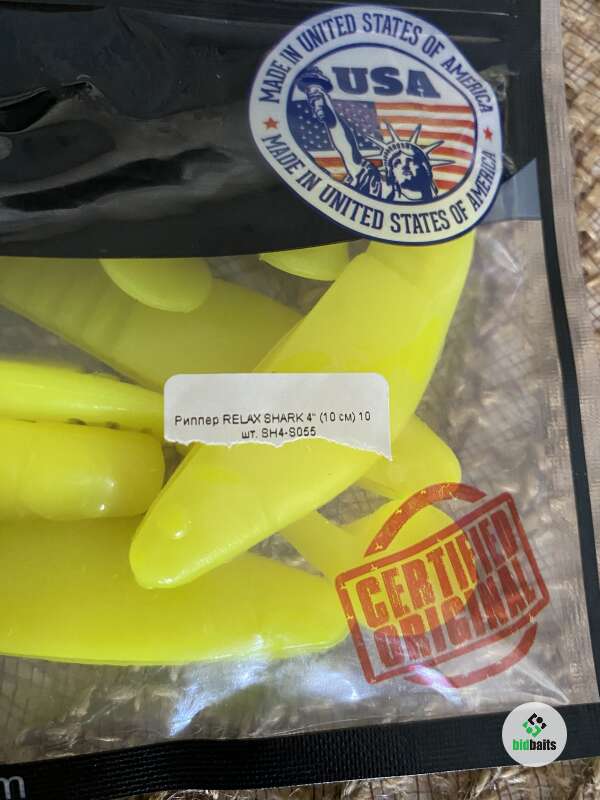 MADE IN UNITED STATES OF AMERICA
USA
MADE IN UNITED STATES OF AMERICA
Риппер RELAX SHARK 4" (10 см) 10
шт. SH4-S055
CERTIFIED
ORIGINAL
bidbaits
m